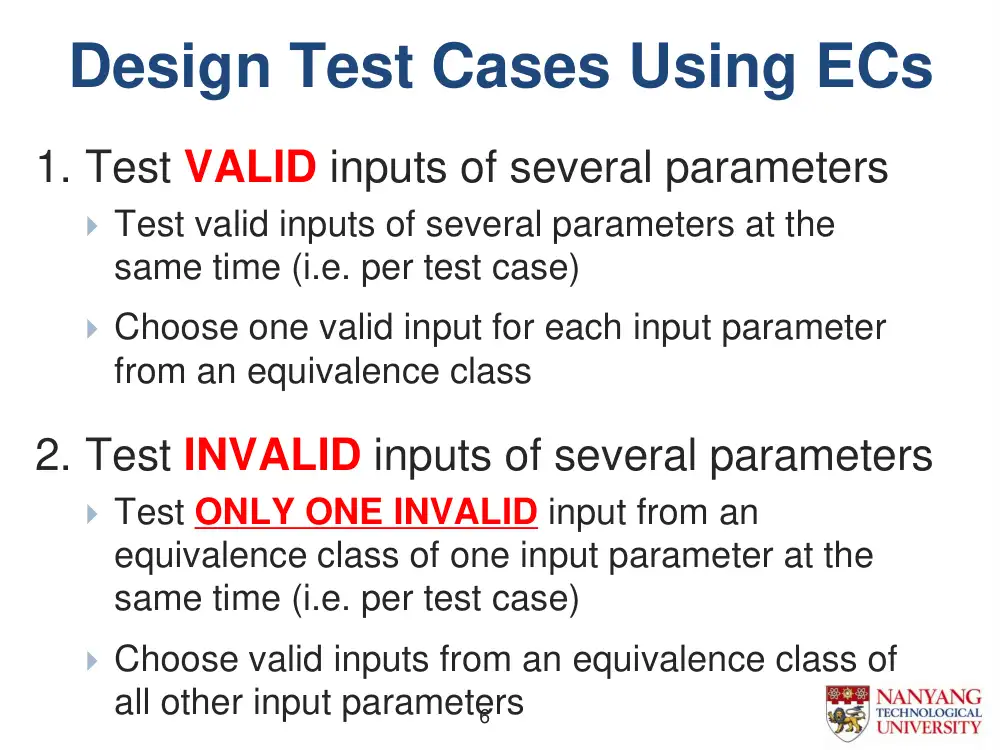 Design Test Cases Using ECs
1. Test VALID inputs of several parameters
Test valid inputs of several parameters at the
same time (i.e. per test case)
Choose one valid input for each input parameter
from an equivalence class
2. Test INVALID inputs of several parameters
Test ONLY ONE INVALID input from an
equivalence class of one input parameter at the
same time (i.e. per test case)
Choose valid inputs from an equivalence class of
all other input parameters
6
NANYANG
TECHNOLOGICAL
UNIVERSITY